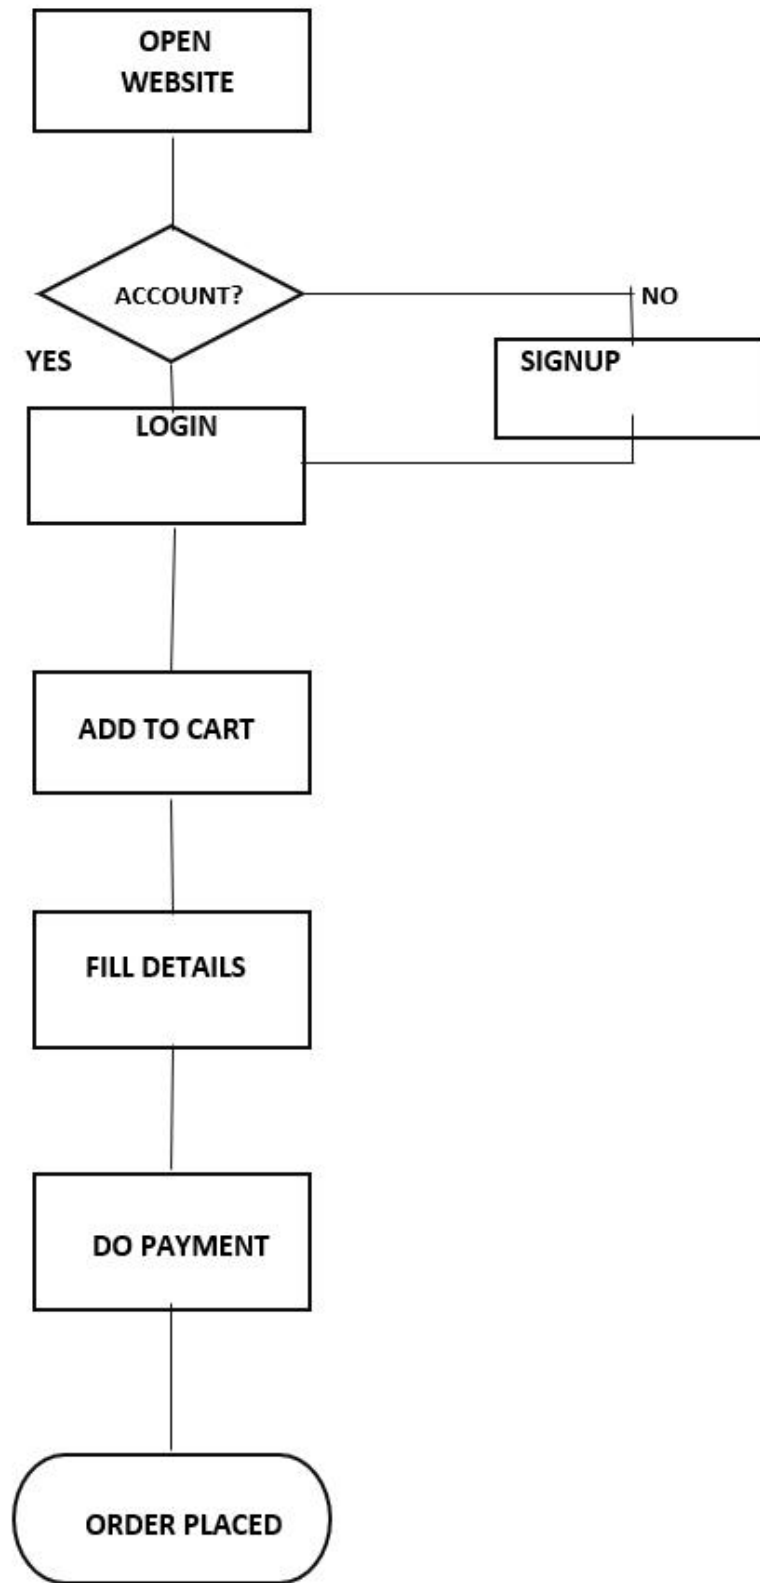 OPEN
WEBSITE
ACCOUNT?
NO
YES
SIGNUP
LOGIN
ADD TO CART
FILL DETAILS
DO PAYMENT
ORDER PLACED